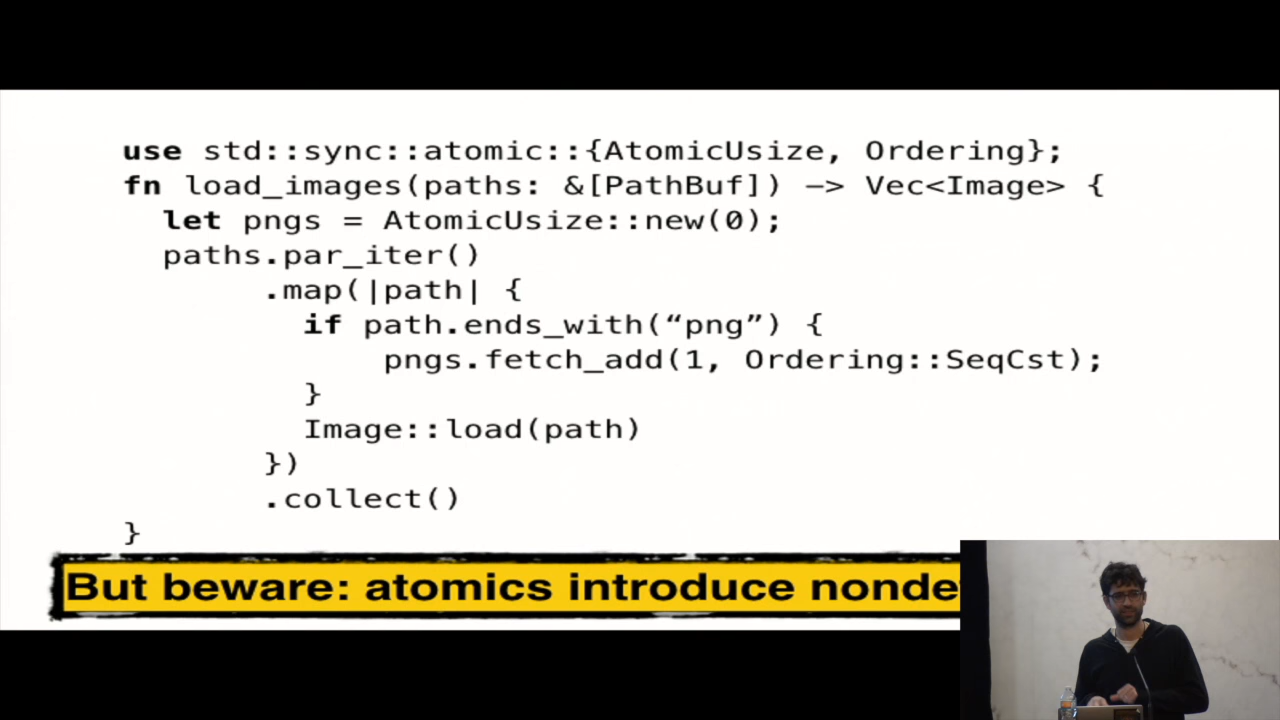 use std::sync::atomic::{AtomicUsize, Ordering};
fn load_images(paths: &[PathBuf]) —> Vec<Image> {
let pngs = AtomicUsize::new(0);
paths.par_iter()
.map(|path| {
if path.ends_with(“png”) {
pngs.fetch_add(1, Ordering::SeqCst);
}
Image::load(path)
})
.collect()
}
But beware: atomics introduce